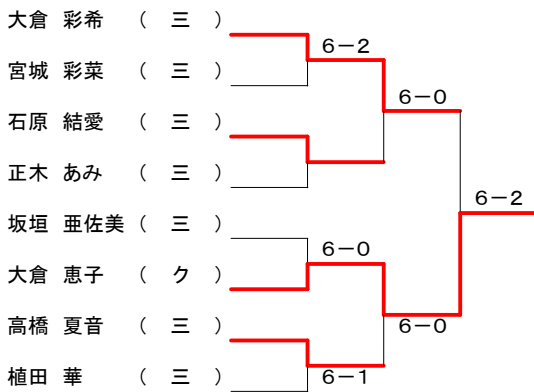 大倉 彩希 ( 三 )
6-2
宮城 彩菜 ( 三 )
6-0
石原 結愛 ( 三 )
正木 あみ ( 三 )
6-2
坂垣 亜佐美 ( 三 )
6-0
大倉 恵子 ( ク )
高橋 夏音 ( 三 )
6-0
植田 華 ( 三 )
6-1